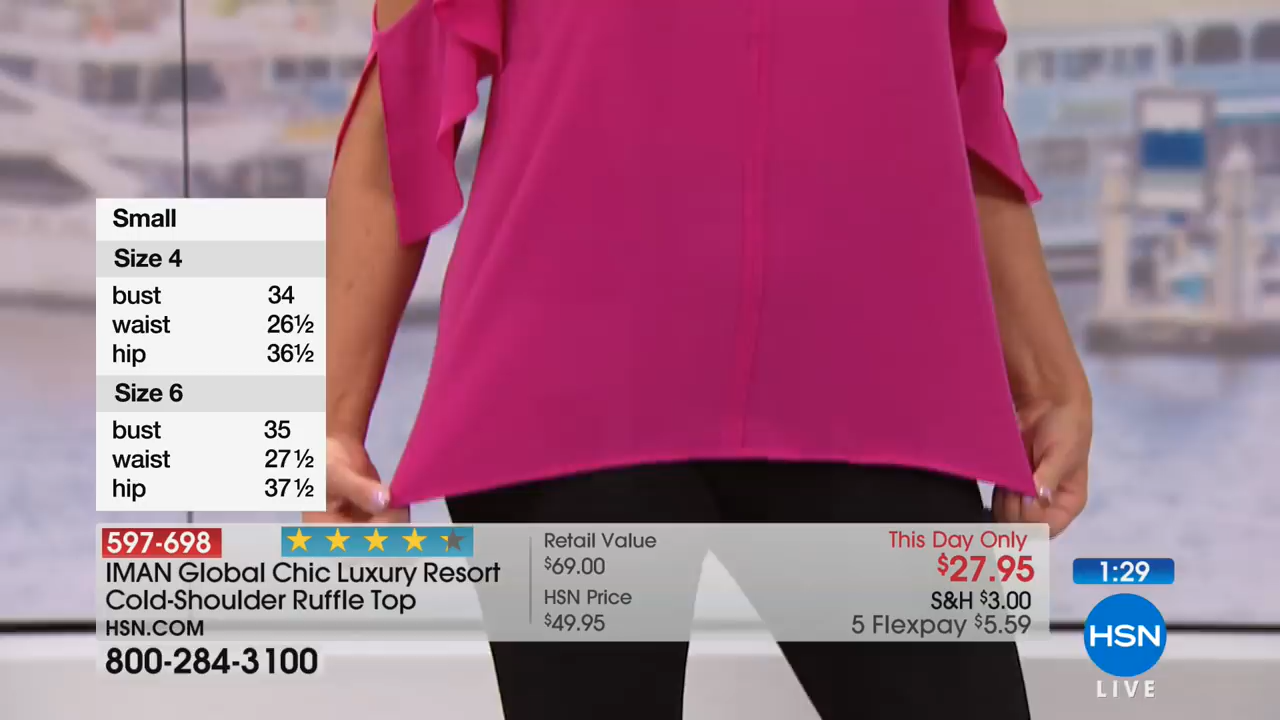 Small
Size 4
bust 34
waist 26½
hip 36½
Size 6
bust 35
waist 27½
hip 37½
597-698
IMAN Global Chic Luxury Resort
Cold-Shoulder Ruffle Top
HSN.COM
800-284-3100
Retail Value
$69.00
HSN Price
$49.95
This Day Only
$27.95
S&H $3.00
5 Flexpay $5.59
1:29
HSN
LIVE